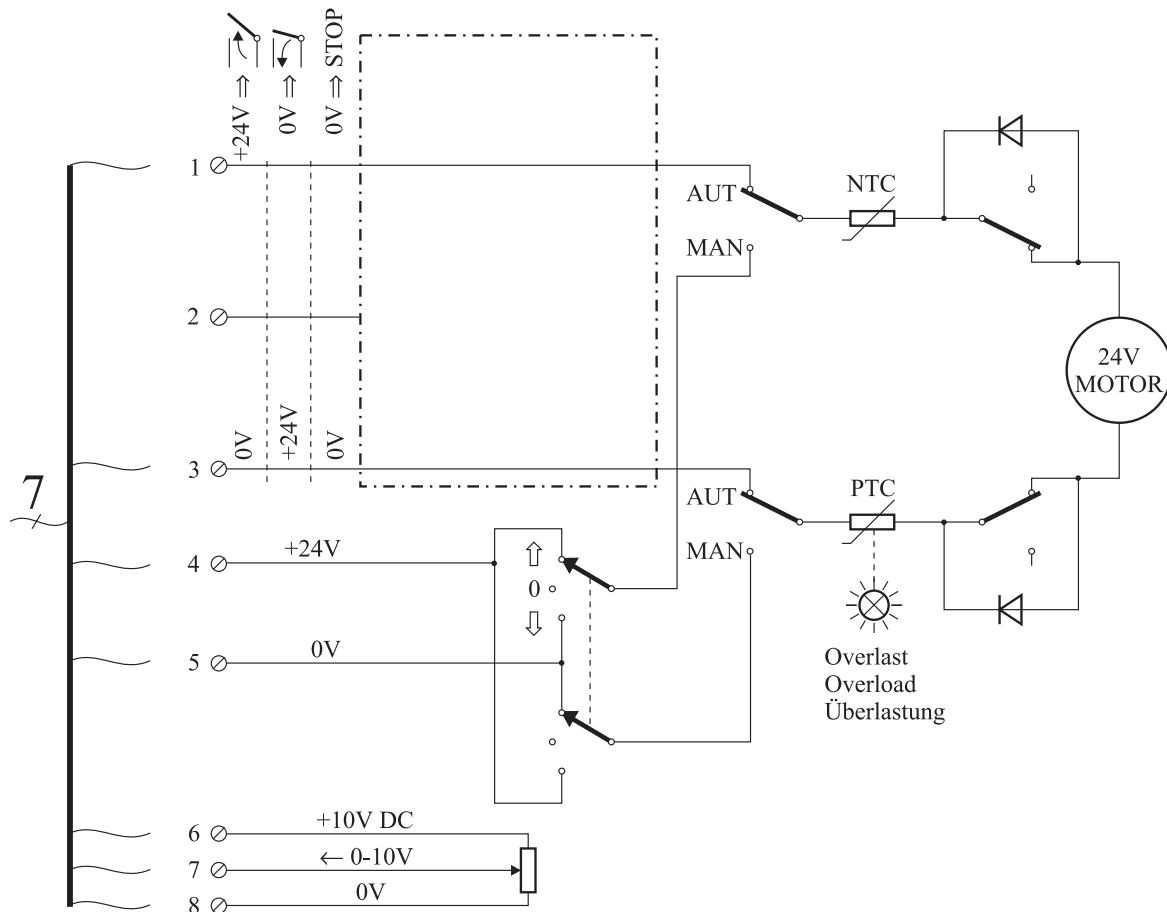 +24V ⇒
0V ⇒
0V ⇒ STOP
1
AUT
NTC
MAN
2
24V
MOTOR
0V
+24V
0V
3
7
AUT
PTC
MAN
4
+24V
0
5
0V
Overlast
Overload
Überlastung
6
+10V DC
7
← 0-10V
8
0V